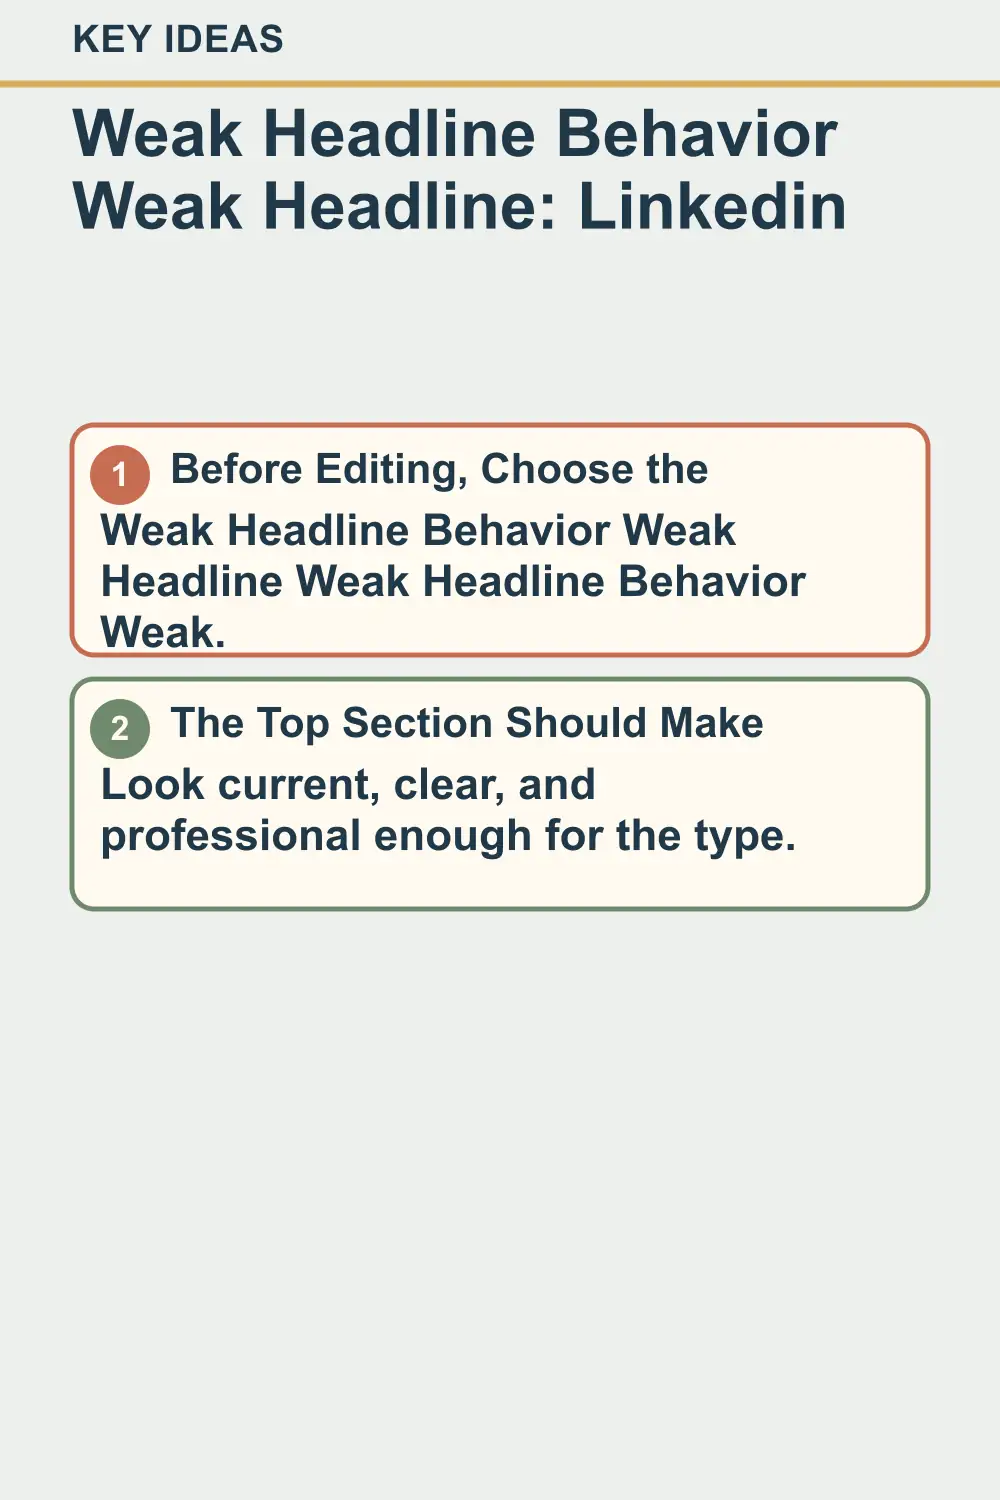 KEY IDEAS
Weak Headline Behavior
Weak Headline: Linkedin
1 Before Editing, Choose the
Weak Headline Behavior Weak
Headline Weak Headline Behavior
Weak.
2 The Top Section Should Make
Look current, clear, and
professional enough for the type.